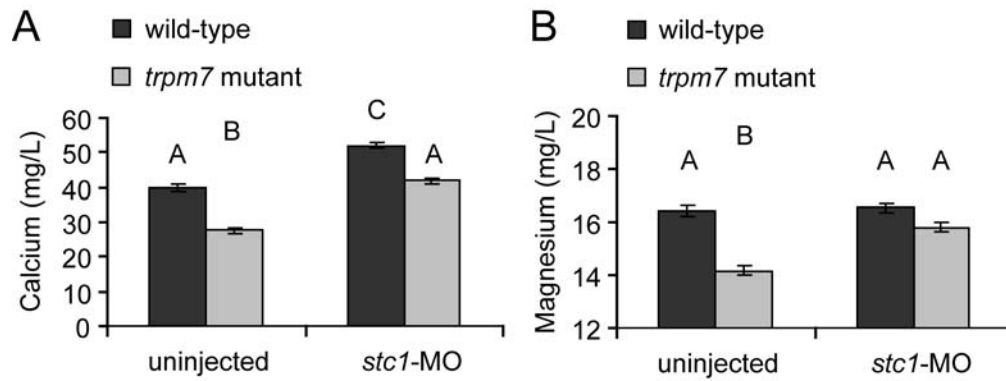 A
wild-type
trpm7 mutant
Calcium (mg/L)
60
50
40
30
20
10
0
A
B
C
A
uninjected
stc1-MO
B
wild-type
trpm7 mutant
Magnesium (mg/L)
20
18
16
14
12
A
B
A
A
uninjected
stc1-MO